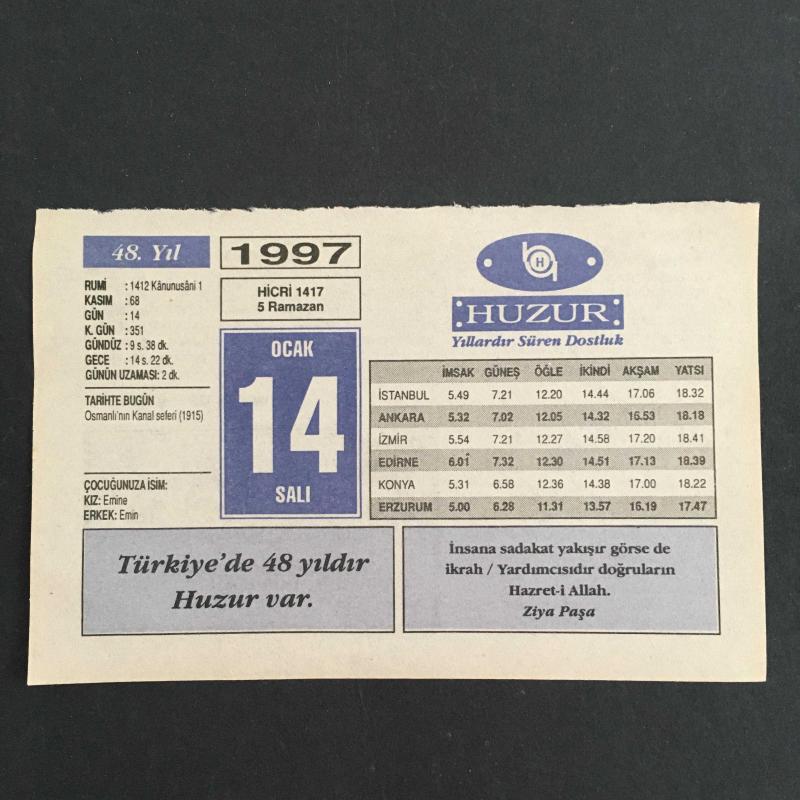 48. Yıl
1997
RUMİ : 1412 Kânunusâni 1
KASIM : 68
GÜN : 14
K. GÜN : 351
GÜNDÜZ : 9 s. 38 dk.
GECE : 14 s. 22 dk.
GÜNÜN UZAMASI: 2 dk.
TARİHTE BUGÜN
Osmanlı'nın Kanal seferi (1915)
ÇOCUĞUNUZA İSİM:
KIZ: Emine
ERKEK: Emin
HİCRİ 1417
5 Ramazan
OCAK
14
SALI
H
HUZUR
Yıllardır Süren Dostluk
İMSAK GÜNEŞ ÖĞLE İKİNDİ AKŞAM YATSI
İSTANBUL 5.49 7.21 12.20 14.44 17.06 18.32
ANKARA 5.32 7.02 12.05 14.32 16.53 18.18
İZMİR 5.54 7.21 12.27 14.58 17.20 18.41
EDİRNE 6.01 7.32 12.30 14.51 17.13 18.39
KONYA 5.31 6.58 12.36 14.38 17.00 18.22
ERZURUM 5.00 6.28 11.31 13.57 16.19 17.47
Türkiye'de 48 yıldır
Huzur var.
İnsana sadakat yakışır görse de
ikrah / Yardımcısıdır doğruların
Hazret-i Allah.
Ziya Paşa